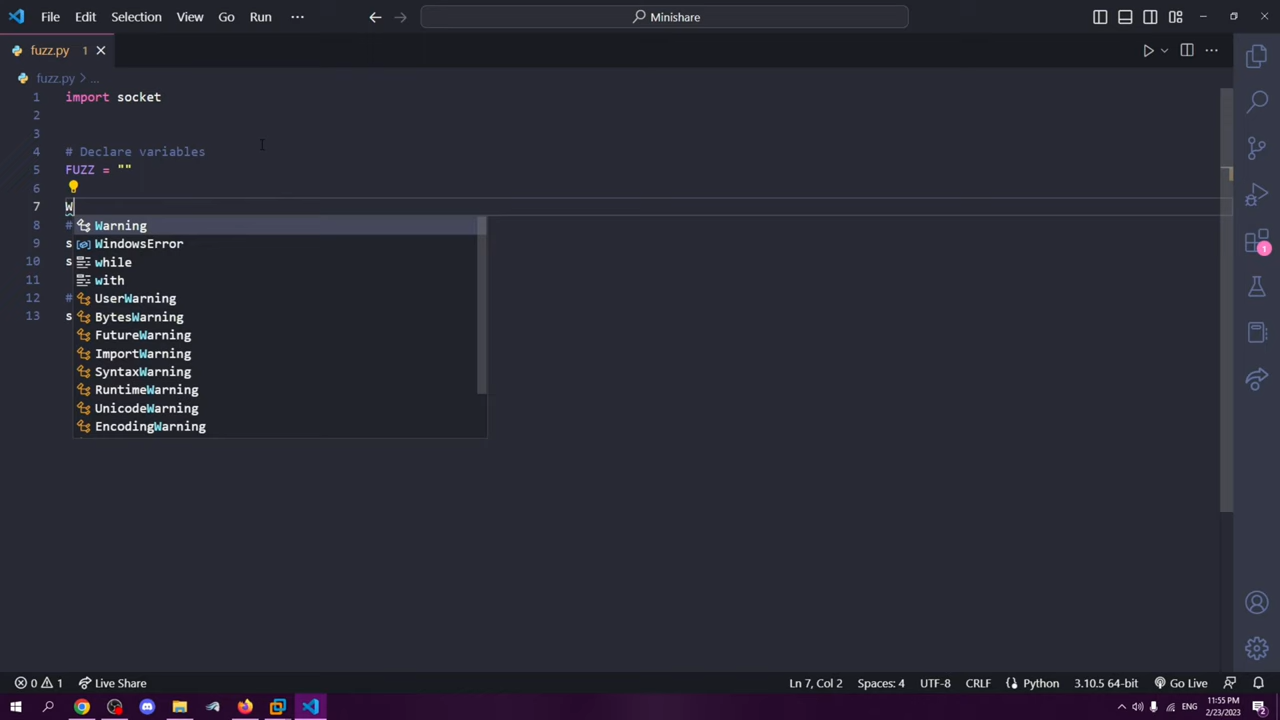 File Edit Selection View Go Run ··· Minishare
fuzz.py 1
fuzz.py > ...
1 import socket
2
3
4 # Declare variables
5 FUZZ = ""
6
7 W
8 # Warning
9 s WindowsError
10 s while
11 with
12 # UserWarning
13 s BytesWarning
FutureWarning
ImportWarning
SyntaxWarning
RuntimeWarning
UnicodeWarning
EncodingWarning
1
0 1 Live Share Ln 7, Col 2 Spaces: 4 UTF-8 CRLF Python 3.10.5 64-bit Go Live
ENG 11:55 PM
2/23/2023 2